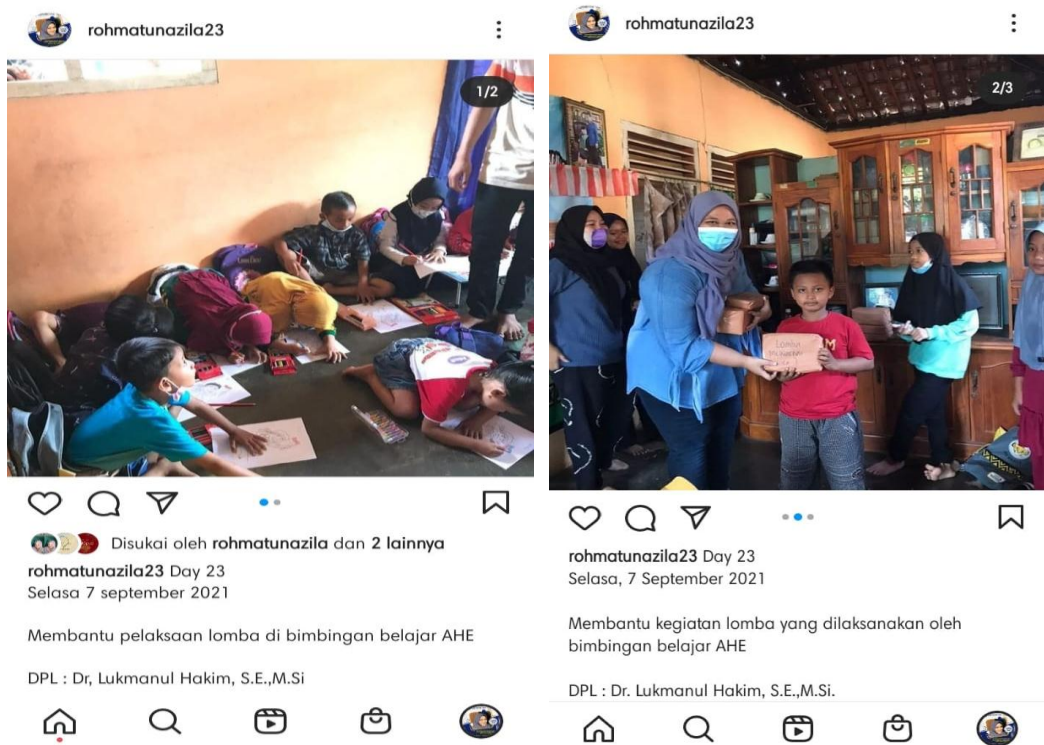 rohmatunazila23
1/2
Disukai oleh rohmatunazila dan 2 lainnya
rohmatunazila23 Day 23
Selasa 7 september 2021
Membantu pelaksaan lomba di bimbingan belajar AHE
DPL : Dr, Lukmanul Hakim, S.E.,M.Si
rohmatunazila23
2/3
LOMBA
rohmatunazila23 Day 23
Selasa, 7 September 2021
Membantu kegiatan lomba yang dilaksanakan oleh
bimbingan belajar AHE
DPL : Dr. Lukmanul Hakim, S.E.,M.Si.